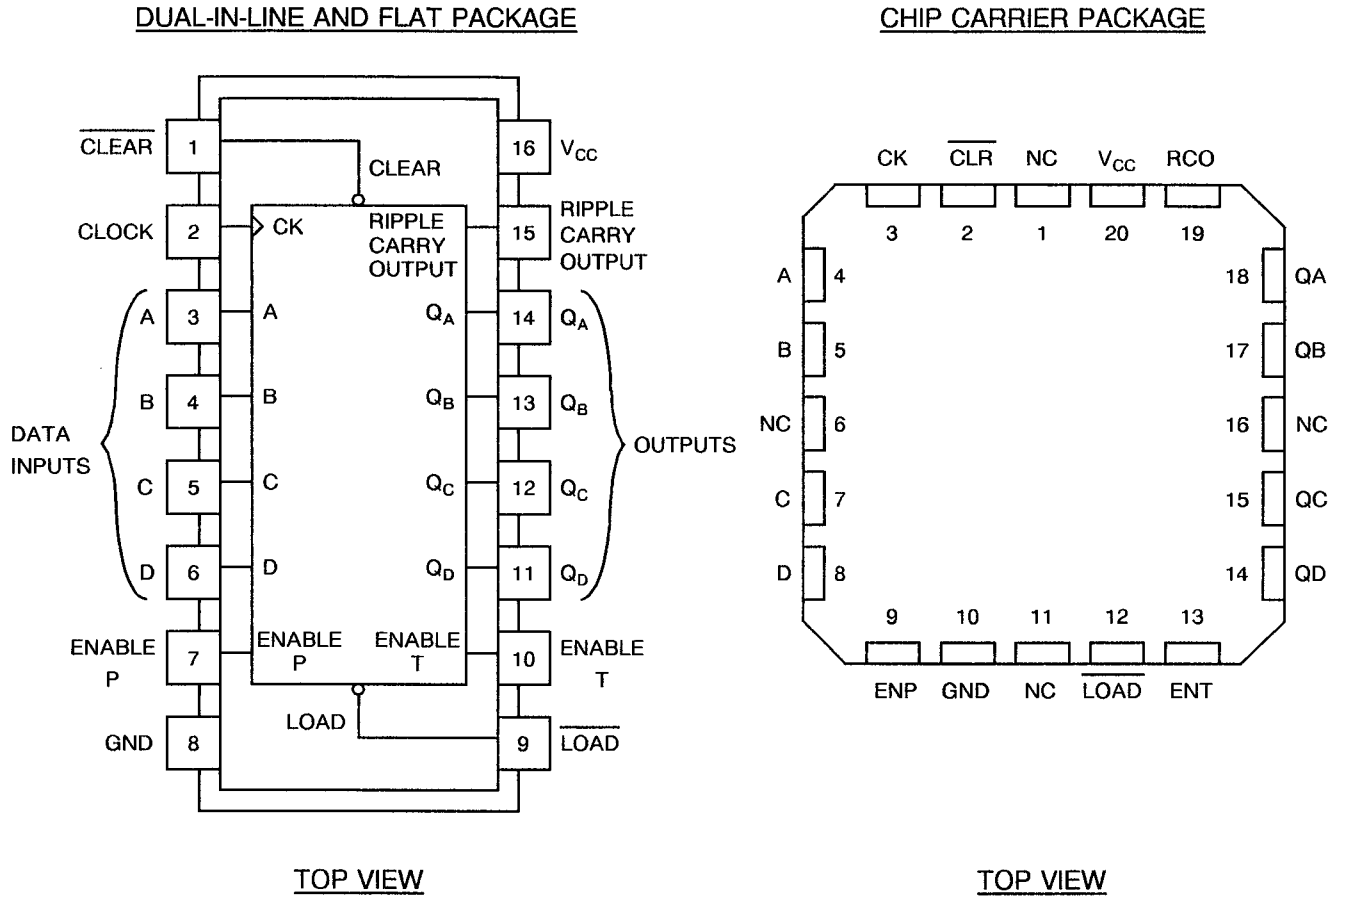 DUAL-IN-LINE AND FLAT PACKAGE
CLEAR 1 16 VCC
CLEAR
CLOCK 2 CK RIPPLE CARRY OUTPUT 15 RIPPLE CARRY OUTPUT
A 3 A QA 14 QA
B 4 B QB 13 QB
DATA INPUTS
OUTPUTS
C 5 C QC 12 QC
D 6 D QD 11 QD
ENABLE P 7 ENABLE P ENABLE T 10 ENABLE T
LOAD
GND 8 9 LOAD
TOP VIEW
CHIP CARRIER PACKAGE
CK CLR NC VCC RCO
3 2 1 20 19
A 4 18 QA
B 5 17 QB
NC 6 16 NC
C 7 15 QC
D 8 14 QD
9 10 11 12 13
ENP GND NC LOAD ENT
TOP VIEW